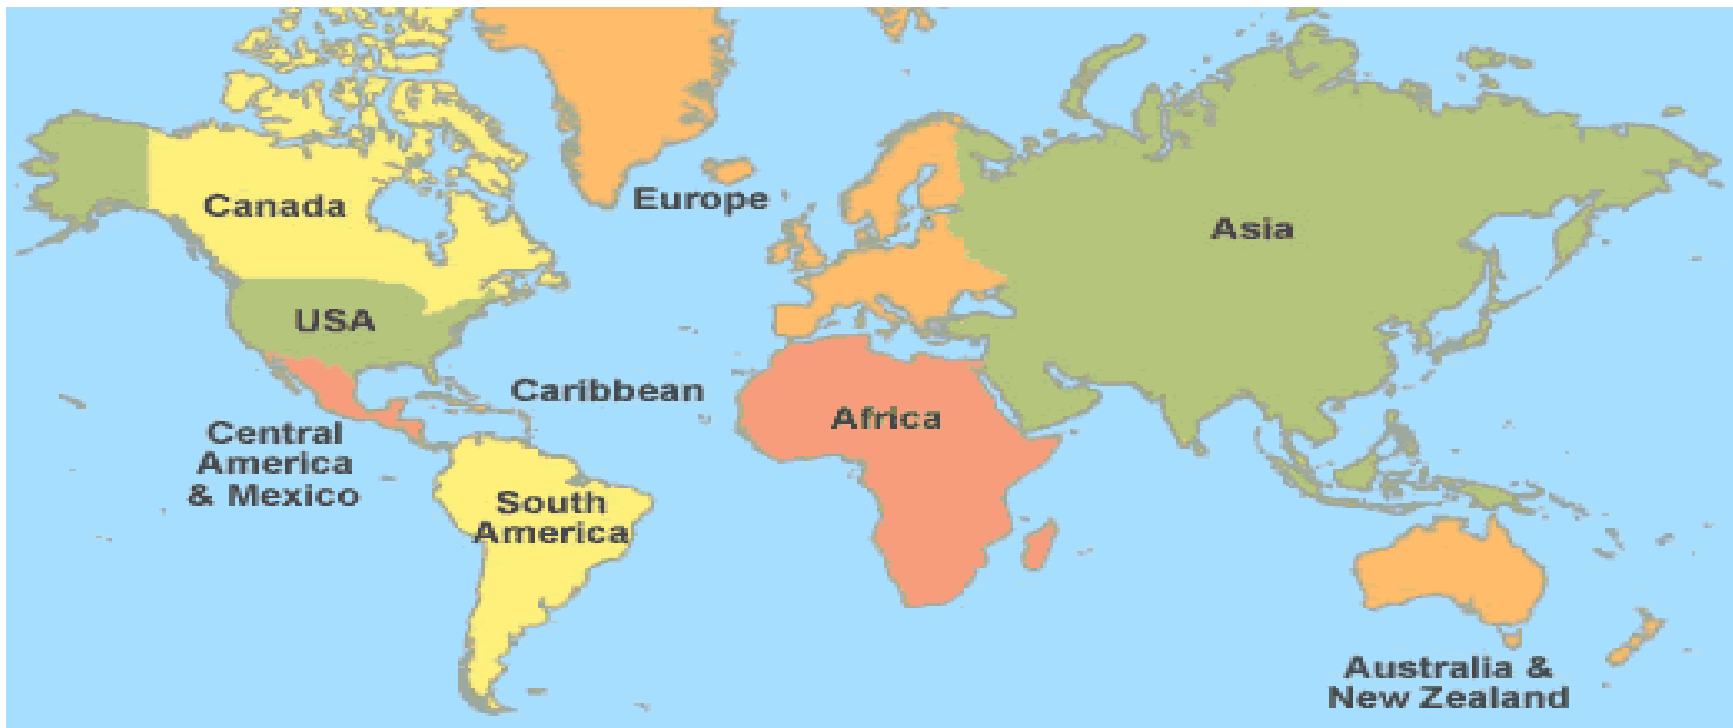 Canada
Europe
Asia
USA
Caribbean
Africa
Central
America
& Mexico
South
America
Australia &
New Zealand